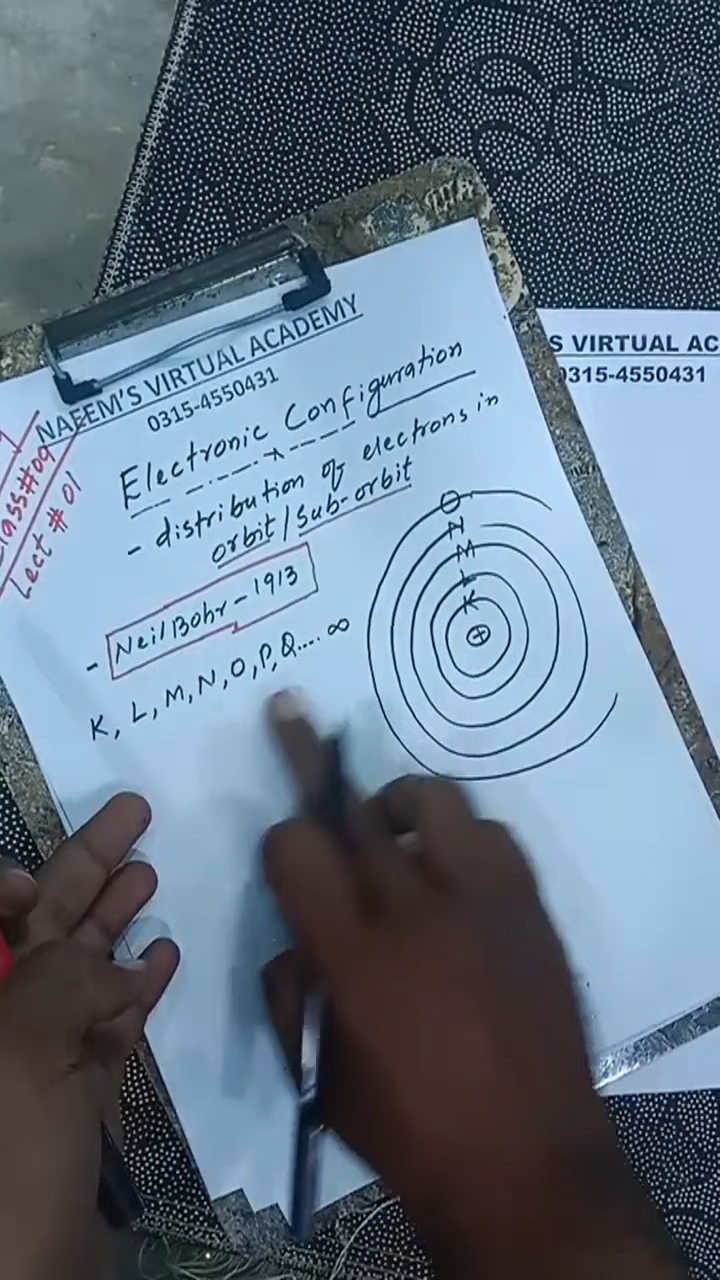 NAEEM'S VIRTUAL ACADEMY
0315-4550431
Electronic Configuration
- distribution of electrons in
orbit/Sub-orbit
Class#09
Lect # 01
- Neil Bohr - 1913
K, L, M, N, O, P, Q.... ∞
O
N
M
L
K
+
S VIRTUAL AC
0315-4550431